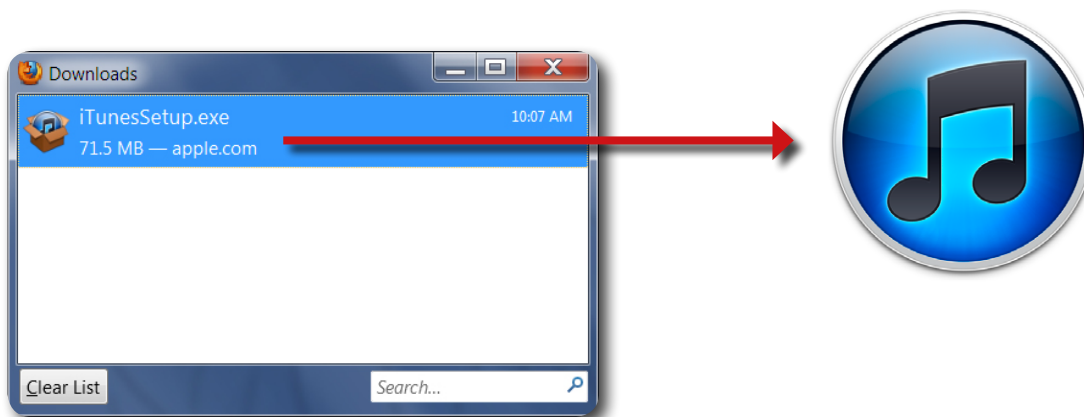 Downloads
iTunesSetup.exe
10:07 AM
71.5 MB — apple.com
Clear List
Search...